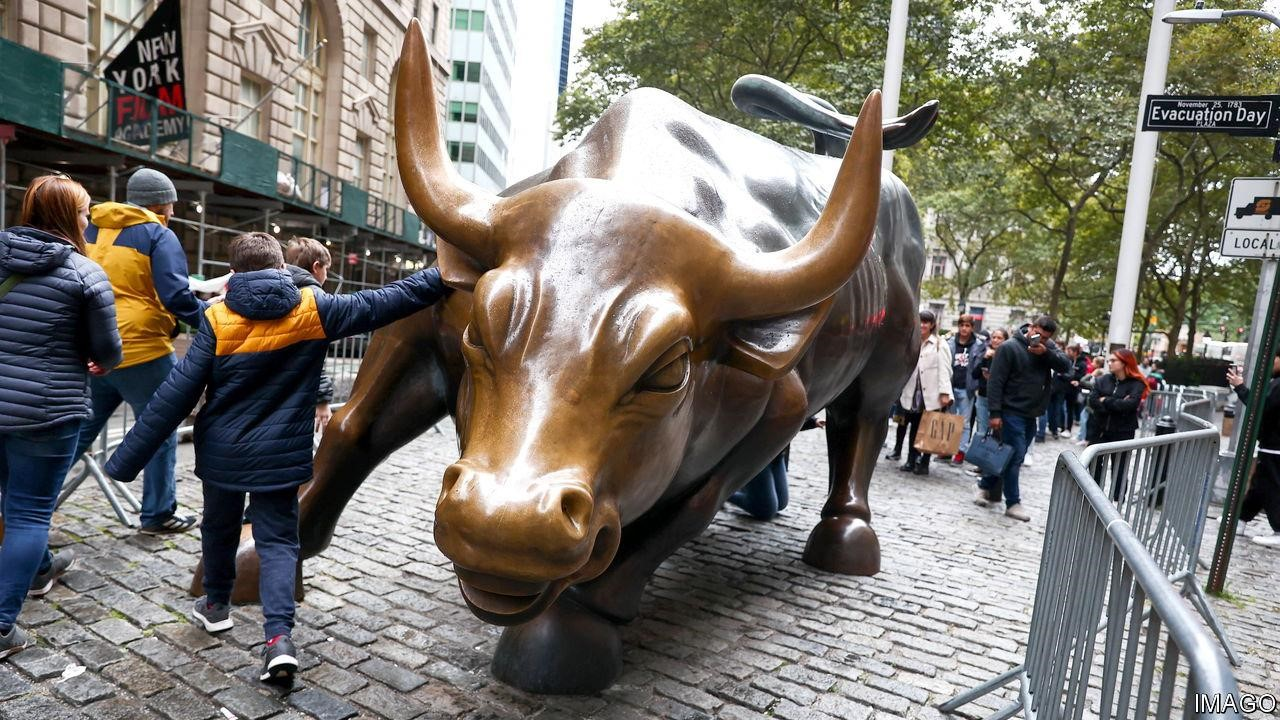 NEW
YORK
FILM
ACADEMY
November 25, 1783
Evacuation Day
PLAZA
LOCAL
GAP
IMAGO